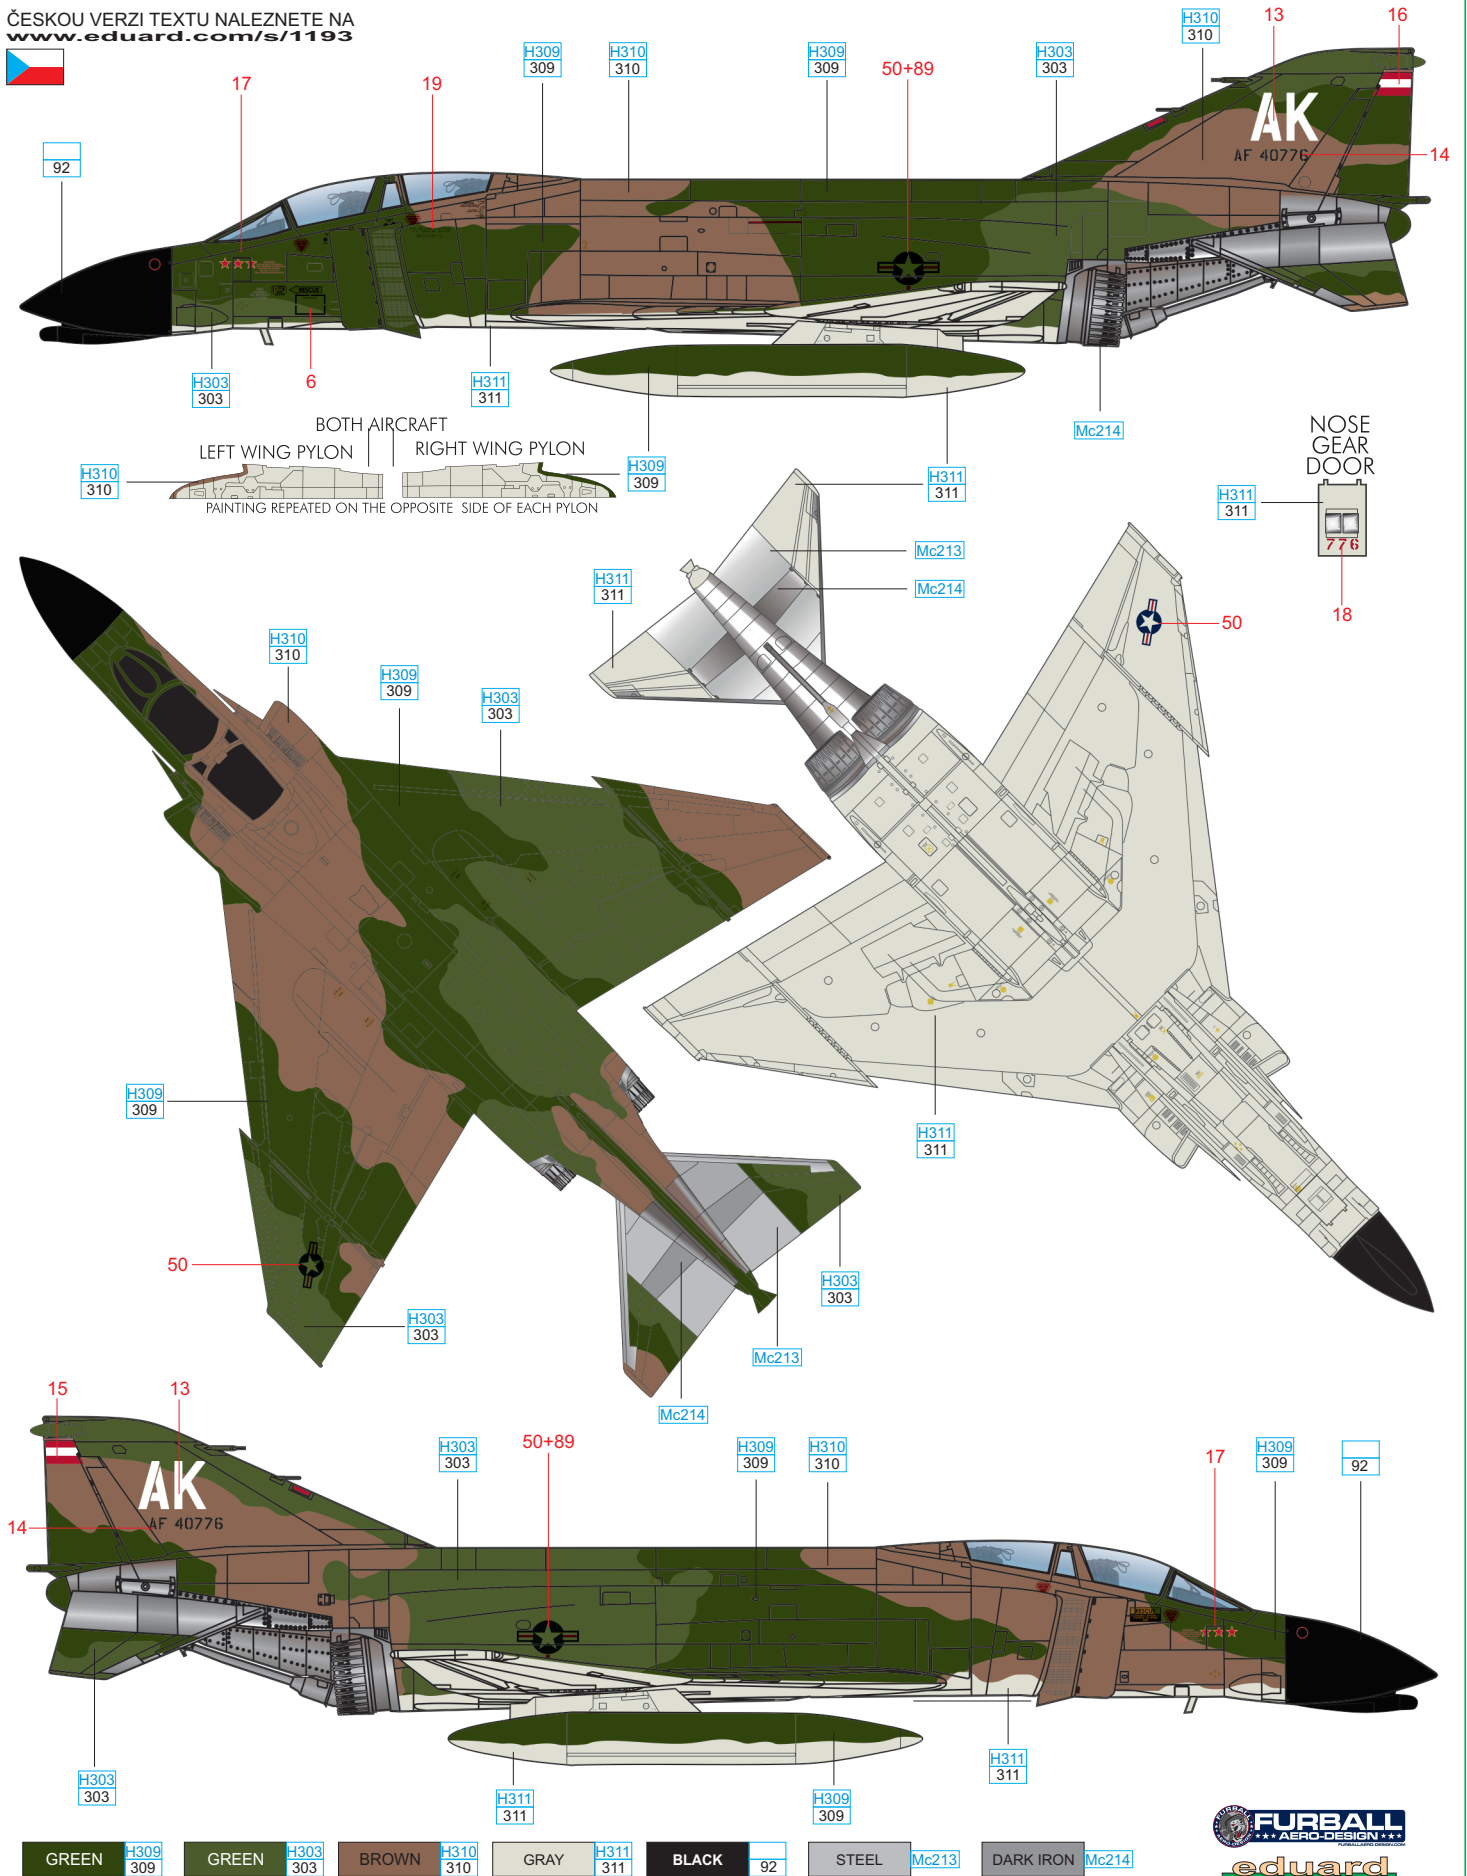 ČESKOU VERZI TEXTU NALEZNETE NA
www.eduard.com/s/1193
H310
310
13
16
17
19
H309
309
H310
310
H309
309
50+89
H303
303
AK
AF 40776
14
92
RESCUE
H303
303
6
H311
311
Mc214
BOTH AIRCRAFT
LEFT WING PYLON
RIGHT WING PYLON
H310
310
H309
309
PAINTING REPEATED ON THE OPPOSITE SIDE OF EACH PYLON
H311
311
NOSE
GEAR
DOOR
H311
311
776
18
Mc213
Mc214
H311
311
50
H310
310
H309
309
H303
303
H309
309
H311
311
50
H303
303
H303
303
Mc213
Mc214
15
13
H303
303
50+89
H309
309
H310
310
17
H309
309
92
AK
AF 40776
14
RESCUE
H303
303
H311
311
H309
309
H311
311
FURBALL
AERO-DESIGN
FURBALLAERO-DESIGN.COM
GREEN
H309
309
GREEN
H303
303
BROWN
H310
310
GRAY
H311
311
BLACK
92
STEEL
Mc213
DARK IRON
Mc214
eduard